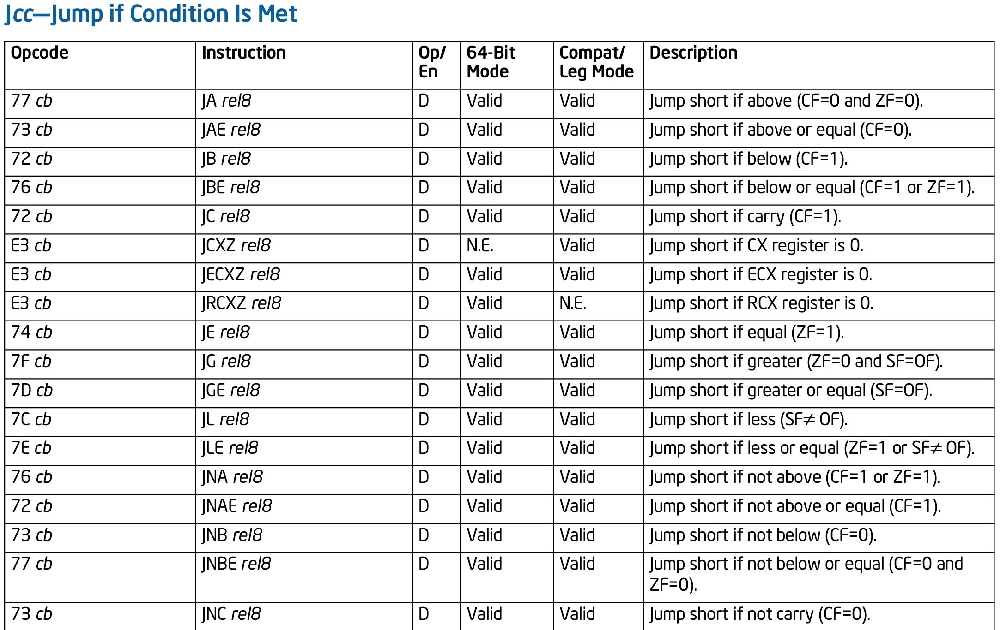 Jcc—Jump if Condition Is Met
Opcode Instruction Op/ En 64-Bit Mode Compat/ Leg Mode Description
77 cb JA rel8 D Valid Valid Jump short if above (CF=0 and ZF=0).
73 cb JAE rel8 D Valid Valid Jump short if above or equal (CF=0).
72 cb JB rel8 D Valid Valid Jump short if below (CF=1).
76 cb JBE rel8 D Valid Valid Jump short if below or equal (CF=1 or ZF=1).
72 cb JC rel8 D Valid Valid Jump short if carry (CF=1).
E3 cb JCXZ rel8 D N.E. Valid Jump short if CX register is 0.
E3 cb JECXZ rel8 D Valid Valid Jump short if ECX register is 0.
E3 cb JRCXZ rel8 D Valid N.E. Jump short if RCX register is 0.
74 cb JE rel8 D Valid Valid Jump short if equal (ZF=1).
7F cb JG rel8 D Valid Valid Jump short if greater (ZF=0 and SF=OF).
7D cb JGE rel8 D Valid Valid Jump short if greater or equal (SF=OF).
7C cb JL rel8 D Valid Valid Jump short if less (SF≠ OF).
7E cb JLE rel8 D Valid Valid Jump short if less or equal (ZF=1 or SF≠ OF).
76 cb JNA rel8 D Valid Valid Jump short if not above (CF=1 or ZF=1).
72 cb JNAE rel8 D Valid Valid Jump short if not above or equal (CF=1).
73 cb JNB rel8 D Valid Valid Jump short if not below (CF=0).
77 cb JNBE rel8 D Valid Valid Jump short if not below or equal (CF=0 and
ZF=0).
73 cb JNC rel8 D Valid Valid Jump short if not carry (CF=0).